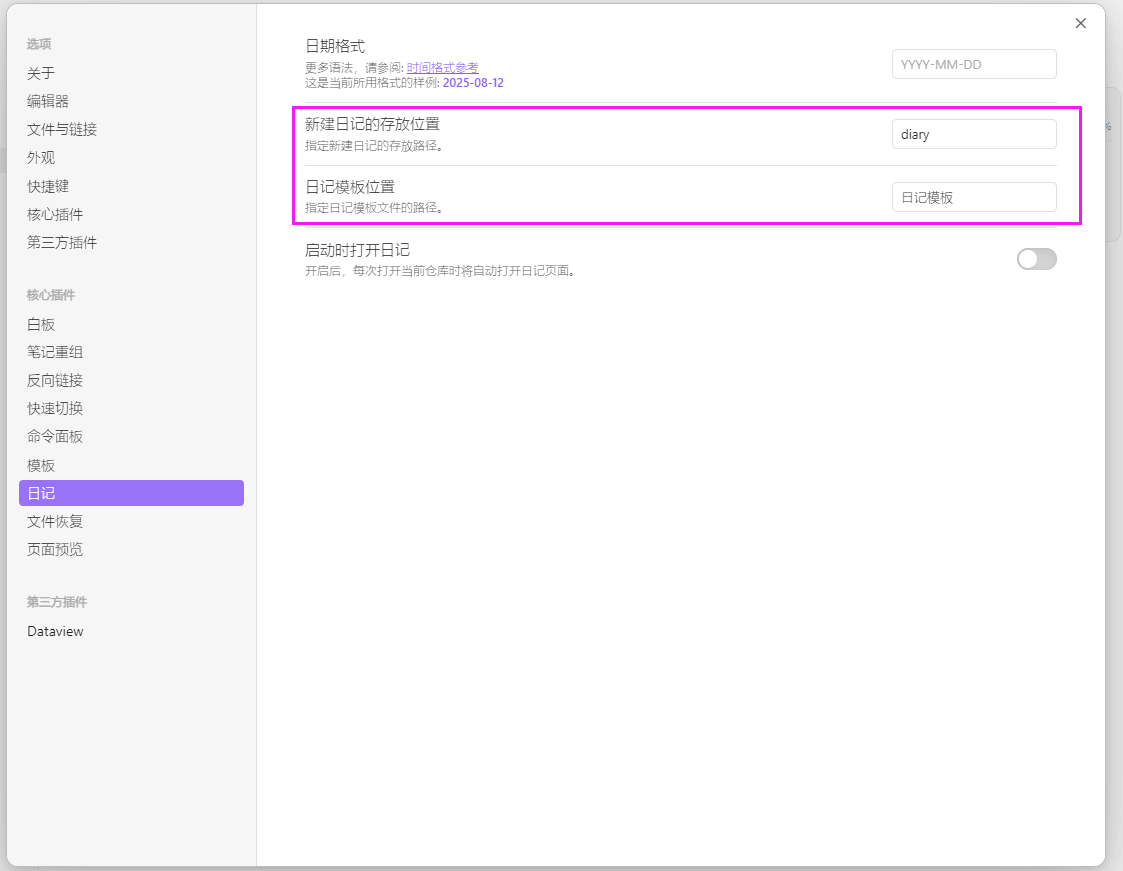 选项
关于
编辑器
文件与链接
外观
快捷键
核心插件
第三方插件
核心插件
白板
笔记重组
反向链接
快速切换
命令面板
模板
日记
文件恢复
页面预览
第三方插件
Dataview
日期格式
更多语法，请参阅: 时间格式参考
这是当前所用格式的样例: 2025-08-12
YYYY-MM-DD
新建日记的存放位置
指定新建日记的存放路径。
diary
日记模板位置
指定日记模板文件的路径。
日记模板
启动时打开日记
开启后，每次打开当前仓库时将自动打开日记页面。
%